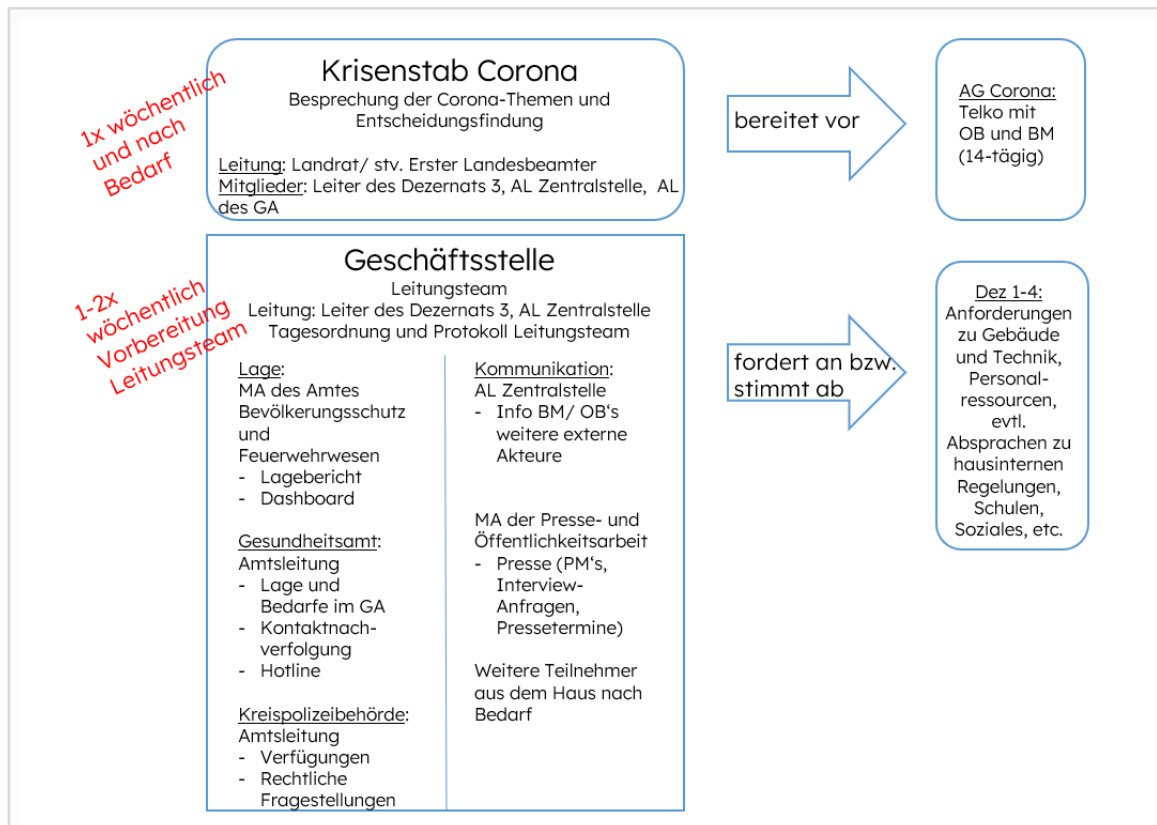 1x wöchentlich
und nach
Bedarf
Krisenstab Corona
Besprechung der Corona-Themen und
Entscheidungsfindung
Leitung: Landrat/ stv. Erster Landesbeamter
Mitglieder: Leiter des Dezernats 3, AL Zentralstelle, AL
des GA
bereitet vor
AG Corona:
Telko mit
OB und BM
(14-tägig)
1-2x
wöchentlich
Vorbereitung
Leitungsteam
Geschäftsstelle
Leitungsteam
Leitung: Leiter des Dezernats 3, AL Zentralstelle
Tagesordnung und Protokoll Leitungsteam
Lage:
MA des Amtes
Bevölkerungsschutz
und
Feuerwehrwesen
- Lagebericht
- Dashboard
Gesundheitsamt:
Amtsleitung
- Lage und
Bedarfe im GA
- Kontaktnach-
verfolgung
- Hotline
Kreispolizeibehörde:
Amtsleitung
- Verfügungen
- Rechtliche
Fragestellungen
Kommunikation:
AL Zentralstelle
- Info BM/ OB‘s
weitere externe
Akteure
MA der Presse- und
Öffentlichkeitsarbeit
- Presse (PM‘s,
Interview-
Anfragen,
Pressetermine)
Weitere Teilnehmer
aus dem Haus nach
Bedarf
fordert an bzw.
stimmt ab
Dez 1-4:
Anforderungen
zu Gebäude
und Technik,
Personal-
ressourcen,
evtl.
Absprachen zu
hausinternen
Regelungen,
Schulen,
Soziales, etc.